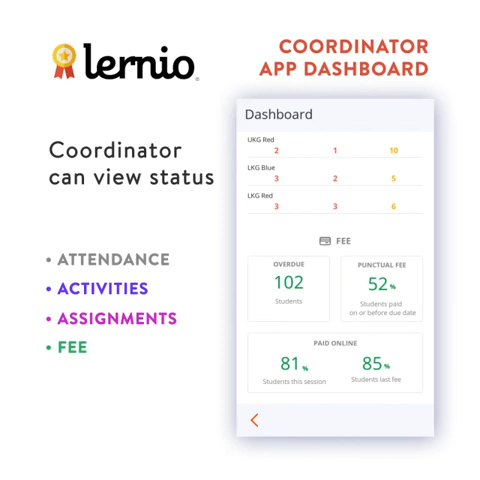 lernio
COORDINATOR
APP DASHBOARD
Coordinator
can view status
• ATTENDANCE
• ACTIVITIES
• ASSIGNMENTS
• FEE
Dashboard
UKG Red
2 1 10
LKG Blue
3 2 5
LKG Red
3 3 6
FEE
OVERDUE
102
Students
PUNCTUAL FEE
52 %
Students paid
on or before due date
PAID ONLINE
81 % 85 %
Students this session Students last fee